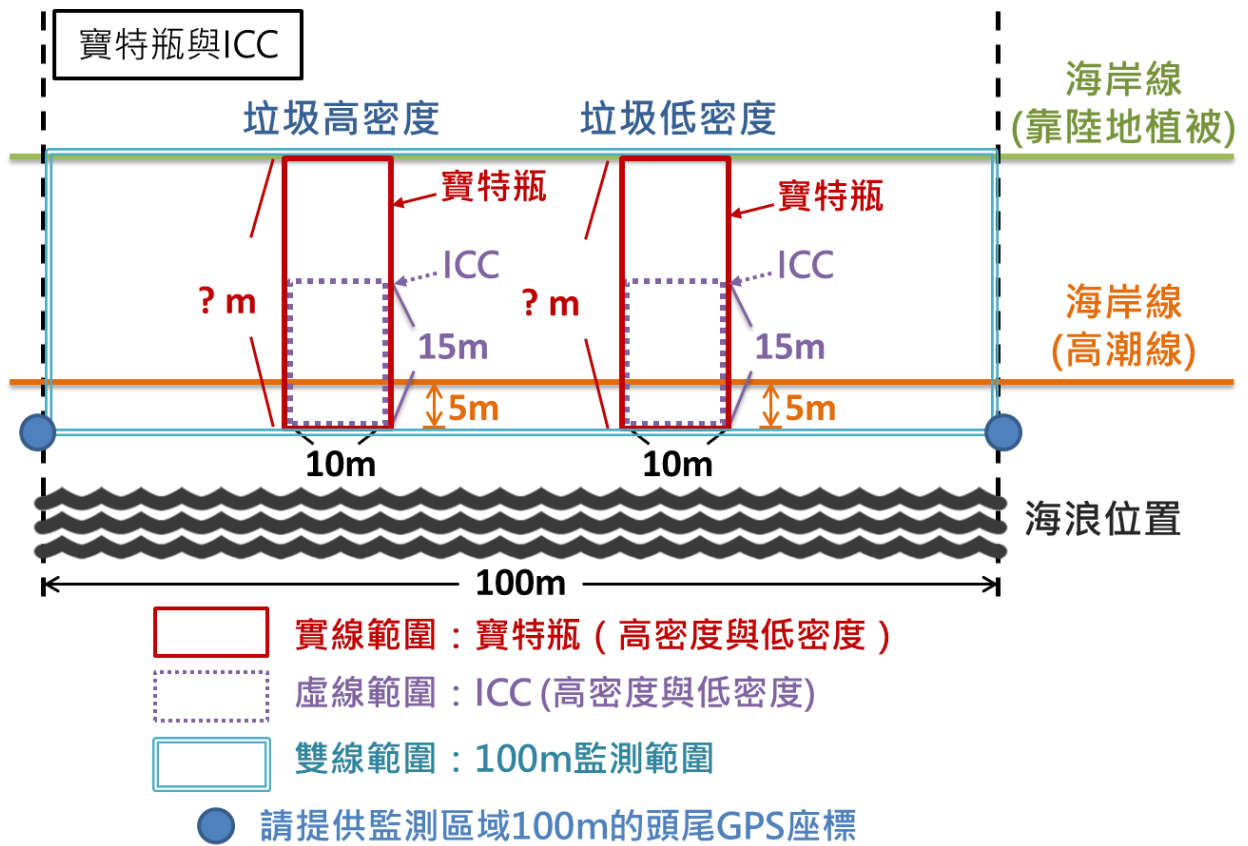 寶特瓶與ICC
海岸線
(靠陸地植被)
垃圾高密度
垃圾低密度
寶特瓶
寶特瓶
ICC
ICC
? m
? m
海岸線
(高潮線)
15m
15m
5m
5m
10m
10m
海浪位置
100m
實線範圍：寶特瓶（高密度與低密度）
虛線範圍：ICC (高密度與低密度)
雙線範圍：100m監測範圍
請提供監測區域100m的頭尾GPS座標